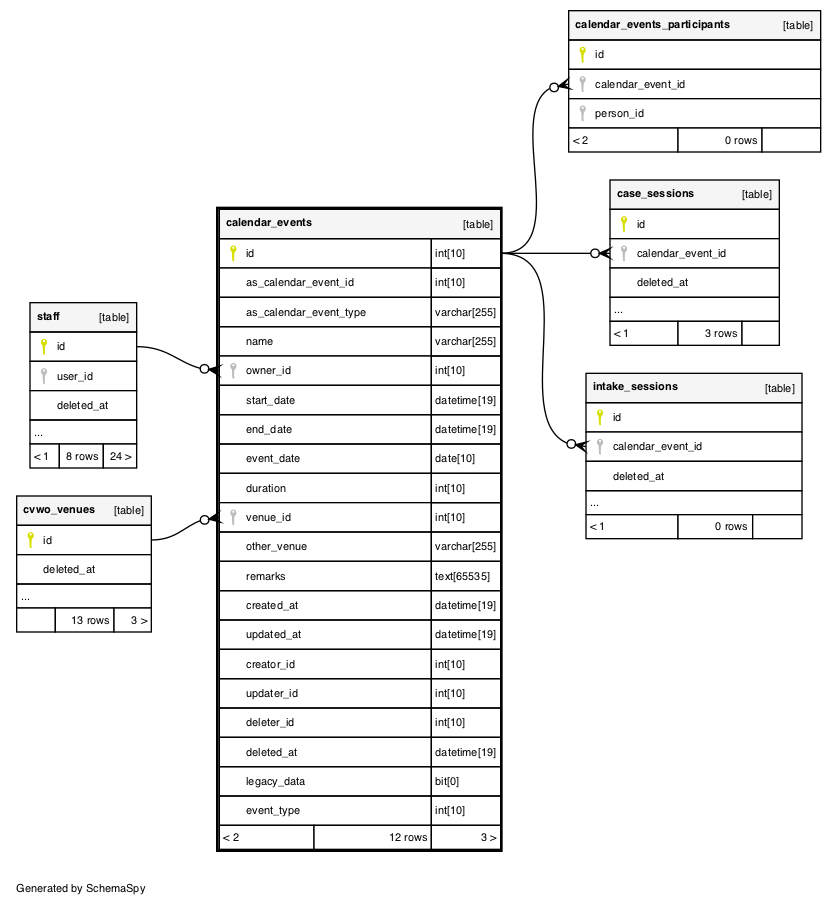 calendar_events_participants [table]
id
calendar_event_id
person_id
< 2 0 rows
case_sessions [table]
id
calendar_event_id
deleted_at
...
< 1 3 rows
calendar_events [table]
id int[10]
as_calendar_event_id int[10]
as_calendar_event_type varchar[255]
name varchar[255]
owner_id int[10]
start_date datetime[19]
end_date datetime[19]
event_date date[10]
duration int[10]
venue_id int[10]
other_venue varchar[255]
remarks text[65535]
created_at datetime[19]
updated_at datetime[19]
creator_id int[10]
updater_id int[10]
deleter_id int[10]
deleted_at datetime[19]
legacy_data bit[0]
event_type int[10]
< 2 12 rows 3 >
staff [table]
id
user_id
deleted_at
...
< 1 8 rows 24 >
intake_sessions [table]
id
calendar_event_id
deleted_at
...
< 1 0 rows
cvwo_venues [table]
id
deleted_at
...
13 rows 3 >
Generated by SchemaSpy